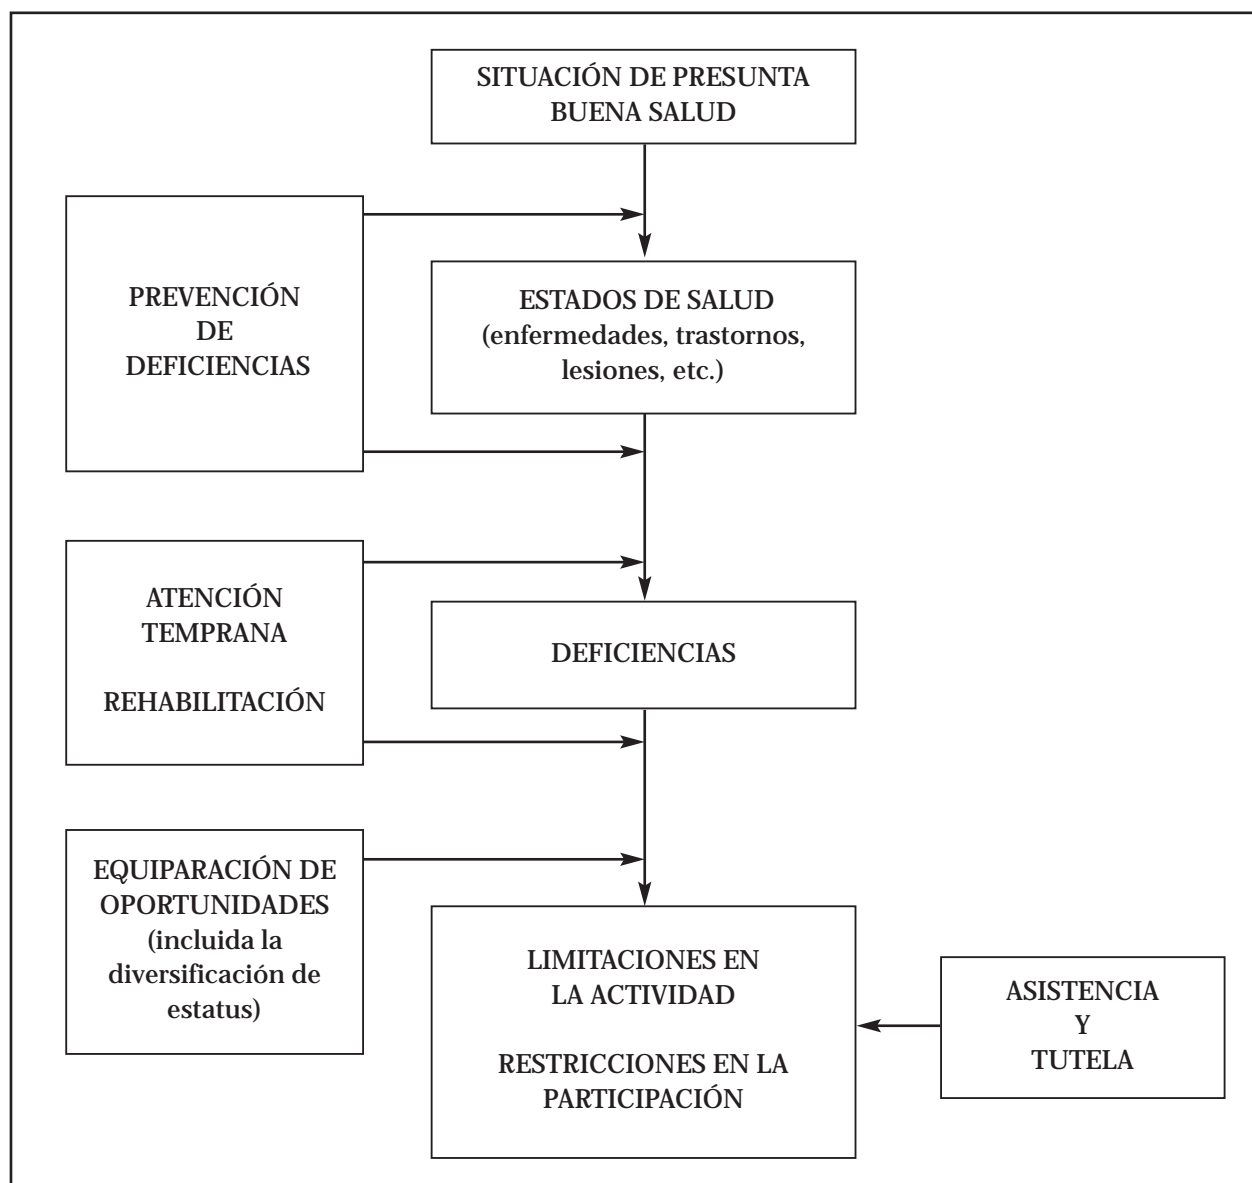 SITUACIÓN DE PRESUNTA
BUENA SALUD
PREVENCIÓN
DE
DEFICIENCIAS
ESTADOS DE SALUD
(enfermedades, trastornos,
lesiones, etc.)
ATENCIÓN
TEMPRANA
REHABILITACIÓN
DEFICIENCIAS
EQUIPARACIÓN DE
OPORTUNIDADES
(incluida la
diversificación de
estatus)
LIMITACIONES EN
LA ACTIVIDAD
RESTRICCIONES EN LA
PARTICIPACIÓN
ASISTENCIA
Y
TUTELA